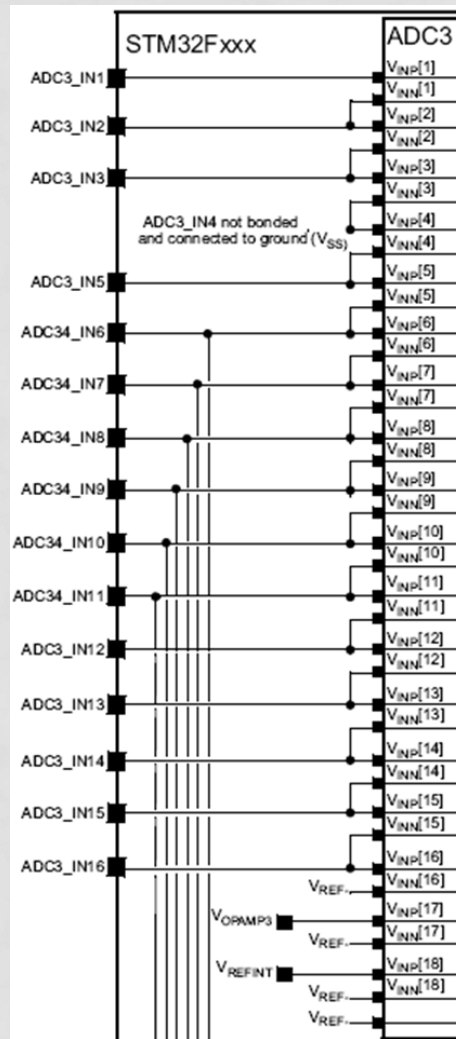 STM32Fxxx
ADC3
ADC3_IN1
VINP[1]
VINN[1]
ADC3_IN2
VINP[2]
VINN[2]
ADC3_IN3
VINP[3]
VINN[3]
ADC3_IN4 not bonded
and connected to ground (VSS)
VINP[4]
VINN[4]
ADC3_IN5
VINP[5]
VINN[5]
ADC34_IN6
VINP[6]
VINN[6]
ADC34_IN7
VINP[7]
VINN[7]
ADC34_IN8
VINP[8]
VINN[8]
ADC34_IN9
VINP[9]
VINN[9]
ADC34_IN10
VINP[10]
VINN[10]
ADC34_IN11
VINP[11]
VINN[11]
ADC3_IN12
VINP[12]
VINN[12]
ADC3_IN13
VINP[13]
VINN[13]
ADC3_IN14
VINP[14]
VINN[14]
ADC3_IN15
VINP[15]
VINN[15]
ADC3_IN16
VINP[16]
VREF-
VINN[16]
VOPAMP3
VINP[17]
VREF-
VINN[17]
VREFINT
VINP[18]
VREF-
VINN[18]
VREF-